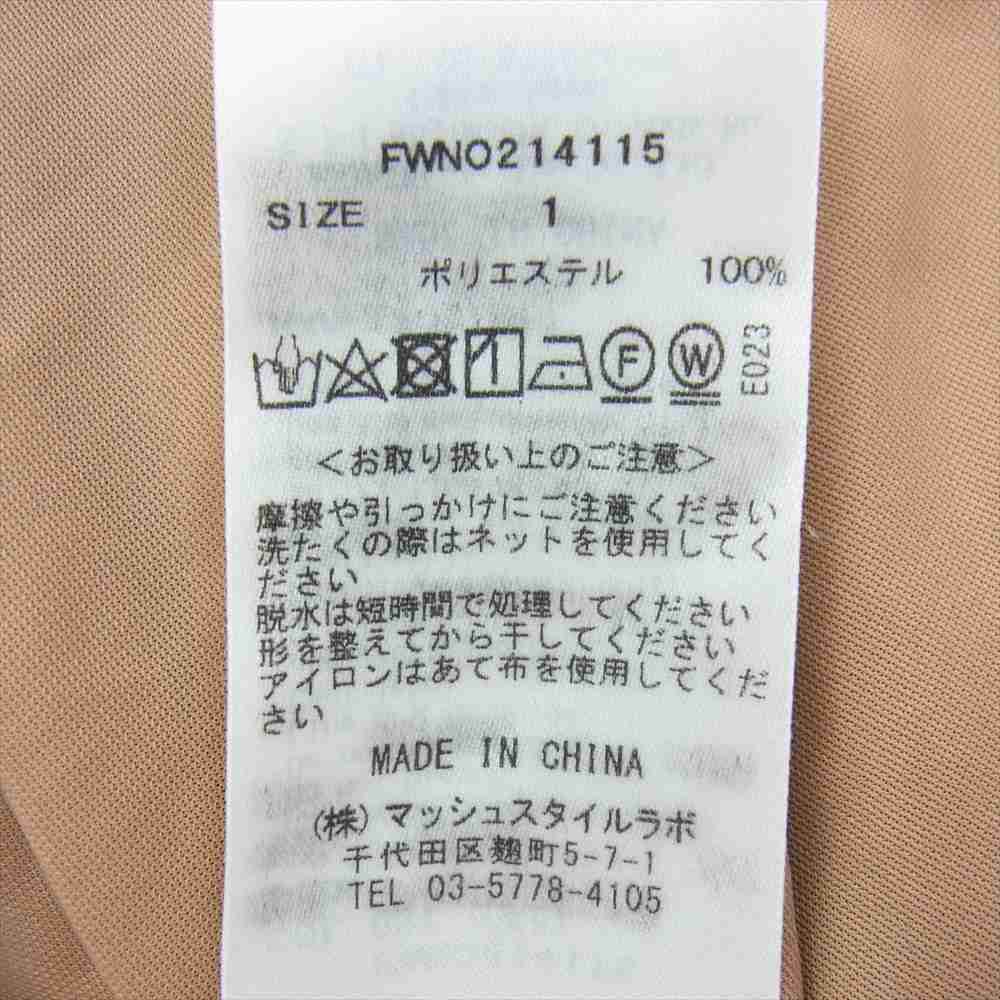 FWNO214115
SIZE 1
ポリエステル 100%
F W E023
＜お取り扱い上のご注意＞
摩擦や引っかけにご注意ください
洗たくの際はネットを使用してく
ださい
脱水は短時間で処理してください
形を整えてから干してください
アイロンはあて布を使用してくだ
さい
MADE IN CHINA
(株)マッシュスタイルラボ
千代田区麹町5-7-1
TEL 03-5778-4105